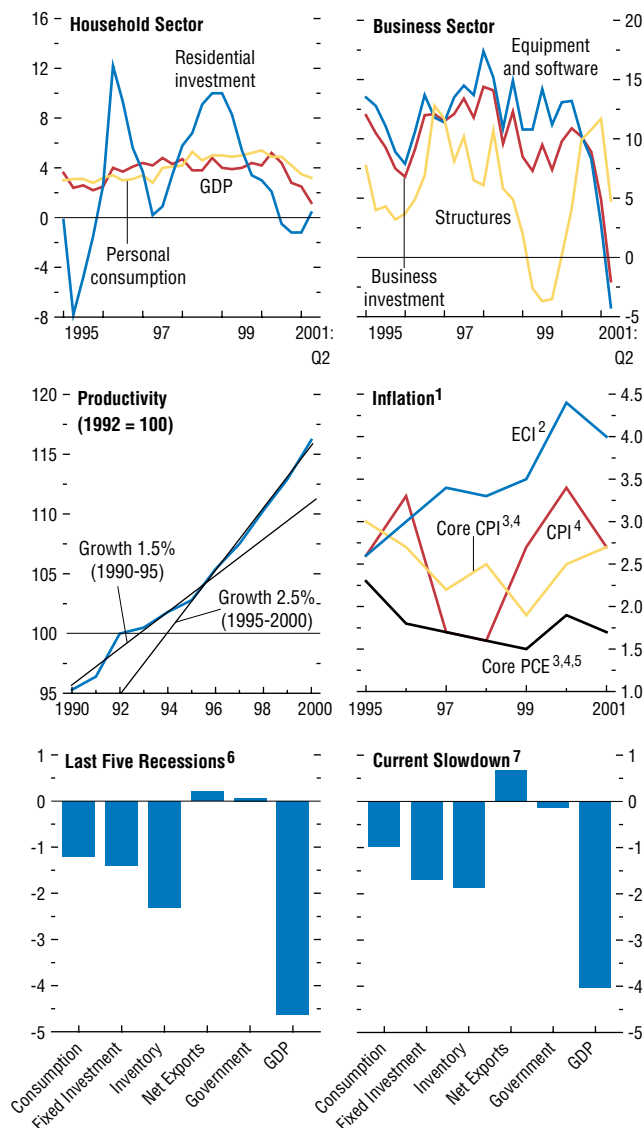 Household Sector
16
12
8
4
0
-4
-8
Residential
investment
GDP
Personal
consumption
1995
97
99
2001:
Q2
Business Sector
20
15
10
5
0
-5
Equipment
and software
Structures
Business
investment
1995
97
99
2001:
Q2
Productivity
(1992 = 100)
120
115
110
105
100
95
Growth 1.5%
(1990-95)
Growth 2.5%
(1995-2000)
1990
92
94
96
98
2000
Inflation1
4.5
4.0
3.5
3.0
2.5
2.0
1.5
1.0
ECI2
Core CPI3,4
CPI4
Core PCE3,4,5
1995
97
99
2001
Last Five Recessions6
1
0
-1
-2
-3
-4
-5
Consumption
Fixed Investment
Inventory
Net Exports
Government
GDP
Current Slowdown7
1
0
-1
-2
-3
-4
-5
Consumption
Fixed Investment
Inventory
Net Exports
Government
GDP